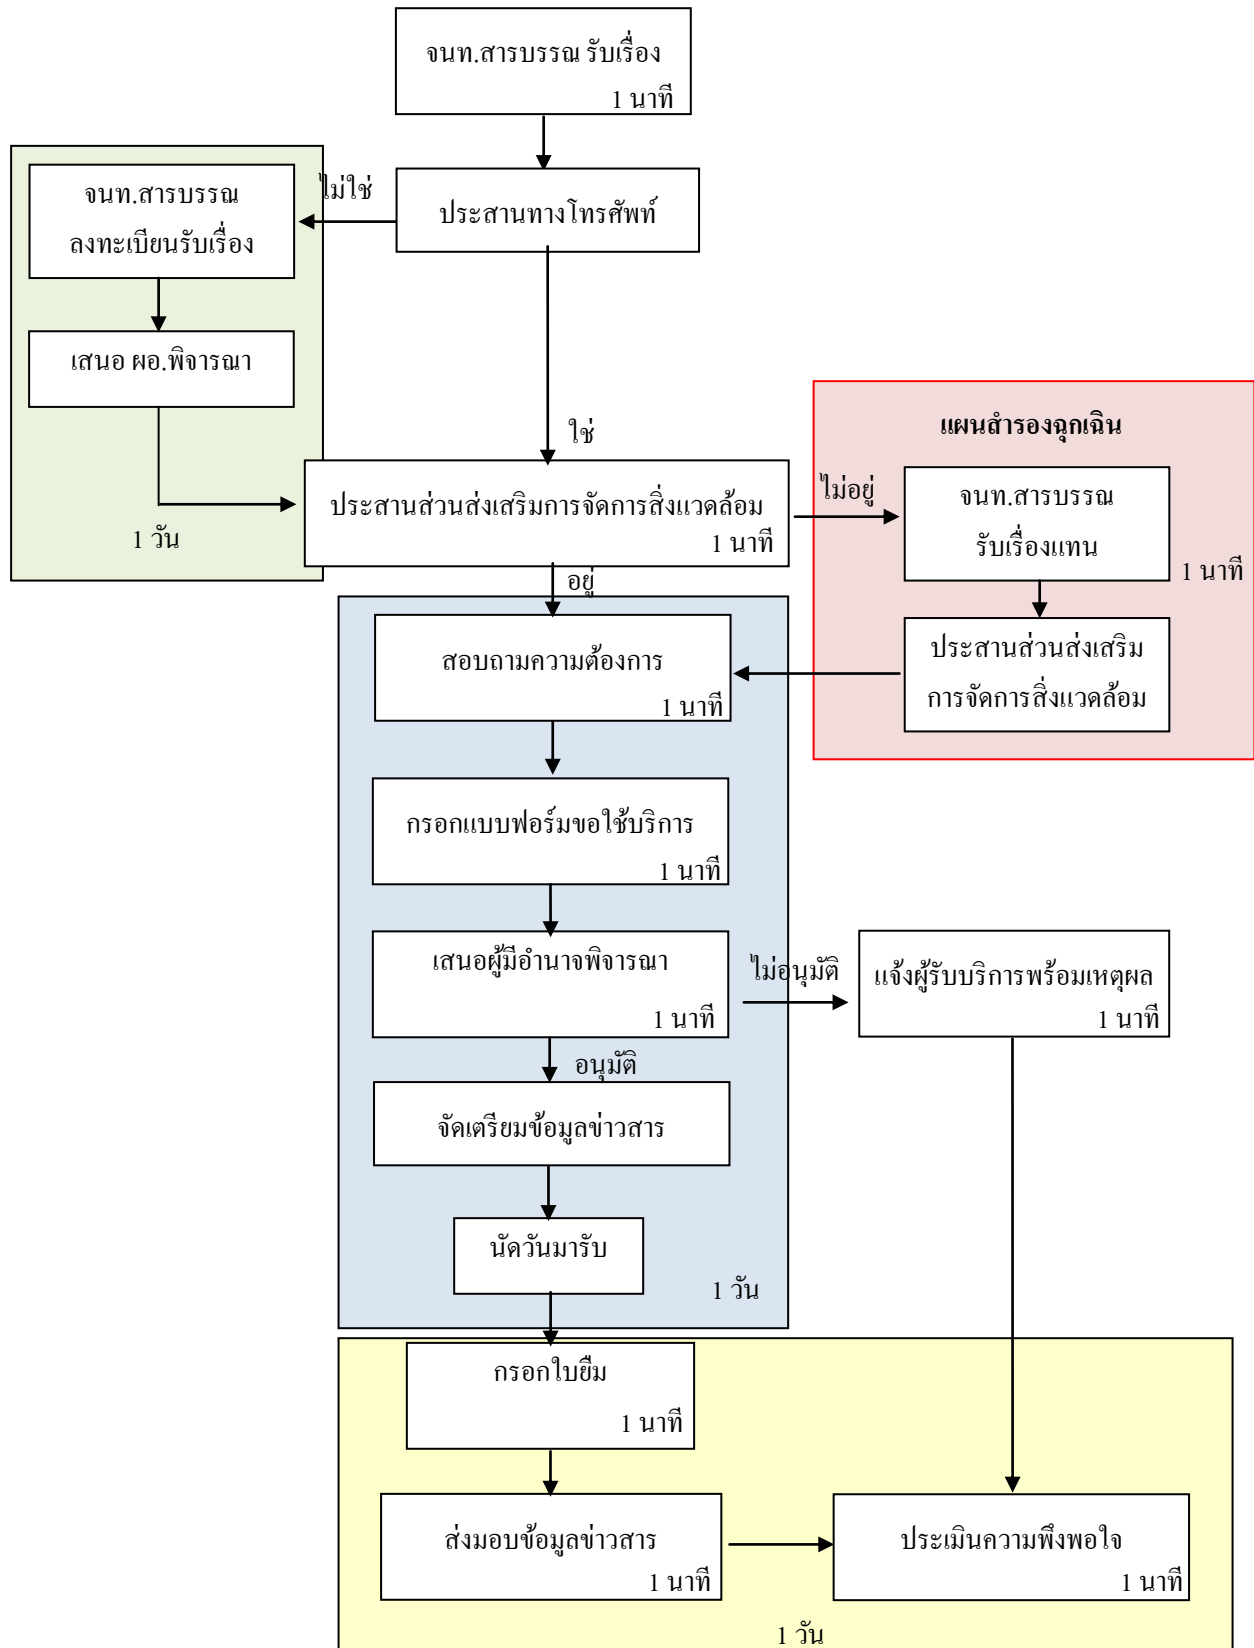 จนท.สารบรรณ รับเรื่อง
1 นาที
ไม่ใช่
ประสานทางโทรศัพท์
จนท.สารบรรณ
ลงทะเบียนรับเรื่อง
เสนอ ผอ.พิจารณา
1 วัน
ใช่
ประสานส่วนส่งเสริมการจัดการสิ่งแวดล้อม
1 นาที
ไม่อยู่
แผนสำรองฉุกเฉิน
จนท.สารบรรณ
รับเรื่องแทน
1 นาที
ประสานส่วนส่งเสริม
การจัดการสิ่งแวดล้อม
อยู่
สอบถามความต้องการ
1 นาที
กรอกแบบฟอร์มขอใช้บริการ
1 นาที
เสนอผู้มีอำนาจพิจารณา
1 นาที
ไม่อนุมัติ
แจ้งผู้รับบริการพร้อมเหตุผล
1 นาที
อนุมัติ
จัดเตรียมข้อมูลข่าวสาร
นัดวันมารับ
1 วัน
กรอกใบยืม
1 นาที
ส่งมอบข้อมูลข่าวสาร
1 นาที
ประเมินความพึงพอใจ
1 นาที
1 วัน